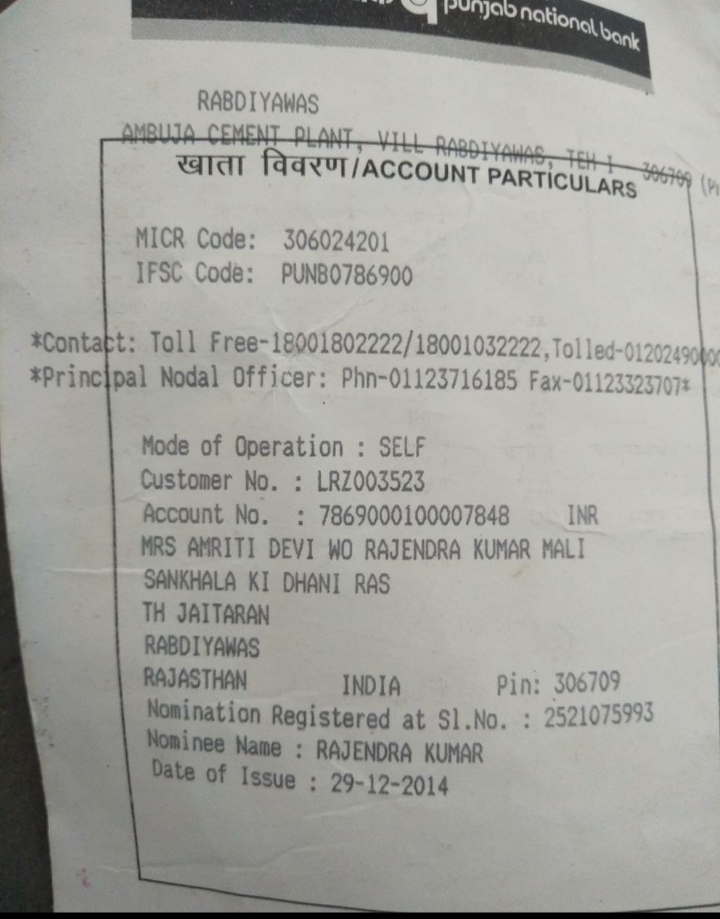 punjab national bank
RABDIYAWAS
AMBUJA CEMENT PLANT, VILL RABDIYAWAS, TEH I 306709
खाता विवरण/ACCOUNT PARTICULARS
MICR Code: 306024201
IFSC Code: PUNB0786900
*Contact: Toll Free-18001802222/18001032222,Tolled-0120249000
*Principal Nodal Officer: Phn-01123716185 Fax-01123323707*
Mode of Operation : SELF
Customer No. : LRZ003523
Account No. : 7869000100007848 INR
MRS AMRITI DEVI WO RAJENDRA KUMAR MALI
SANKHALA KI DHANI RAS
TH JAITARAN
RABDIYAWAS
RAJASTHAN INDIA Pin: 306709
Nomination Registered at Sl.No. : 2521075993
Nominee Name : RAJENDRA KUMAR
Date of Issue : 29-12-2014